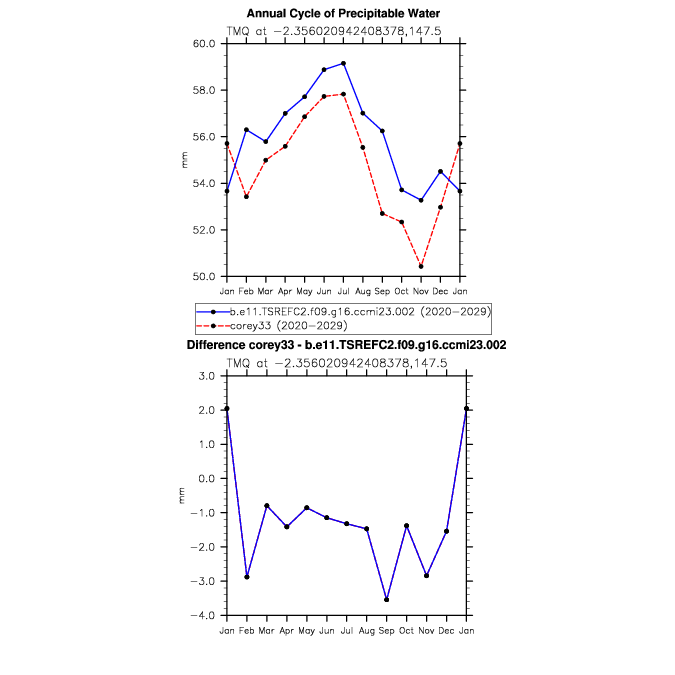 Annual Cycle of Precipitable Water
TMQ at −2.356020942408378,147.5
60.0
58.0
56.0
54.0
52.0
50.0
mm
Jan Feb Mar Apr May Jun Jul Aug Sep Oct Nov Dec Jan
b.e11.TSREFC2.f09.g16.ccmi23.002 (2020−2029)
corey33 (2020−2029)
Difference corey33 - b.e11.TSREFC2.f09.g16.ccmi23.002
TMQ at −2.356020942408378,147.5
3.0
2.0
1.0
0.0
−1.0
−2.0
−3.0
−4.0
mm
Jan Feb Mar Apr May Jun Jul Aug Sep Oct Nov Dec Jan